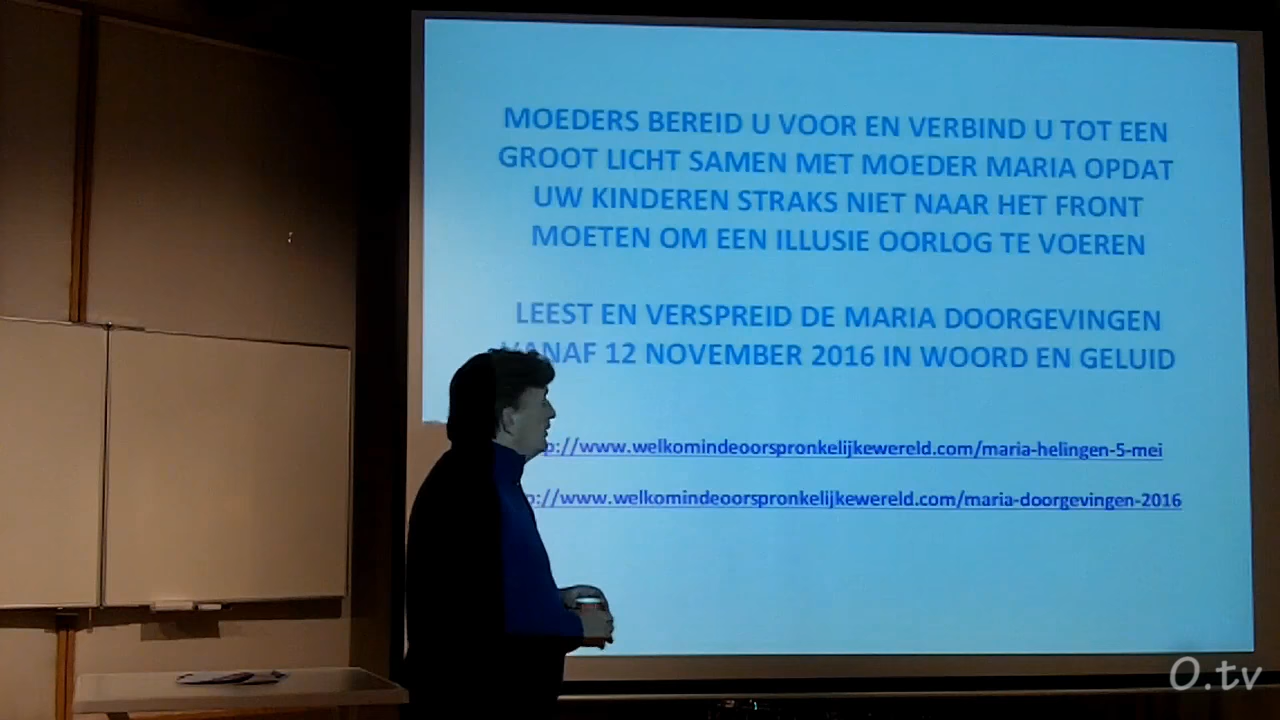 MOEDERS BEREID U VOOR EN VERBIND U TOT EEN
GROOT LICHT SAMEN MET MOEDER MARIA OPDAT
UW KINDEREN STRAKS NIET NAAR HET FRONT
MOETEN OM EEN ILLUSIE OORLOG TE VOEREN
LEEST EN VERSPREID DE MARIA DOORGEVINGEN
VANAF 12 NOVEMBER 2016 IN WOORD EN GELUID
p://www.welkomindeoorspronkelijkewereld.com/maria-helingen-5-mei
p://www.welkomindeoorspronkelijkewereld.com/maria-doorgevingen-2016
O.tv